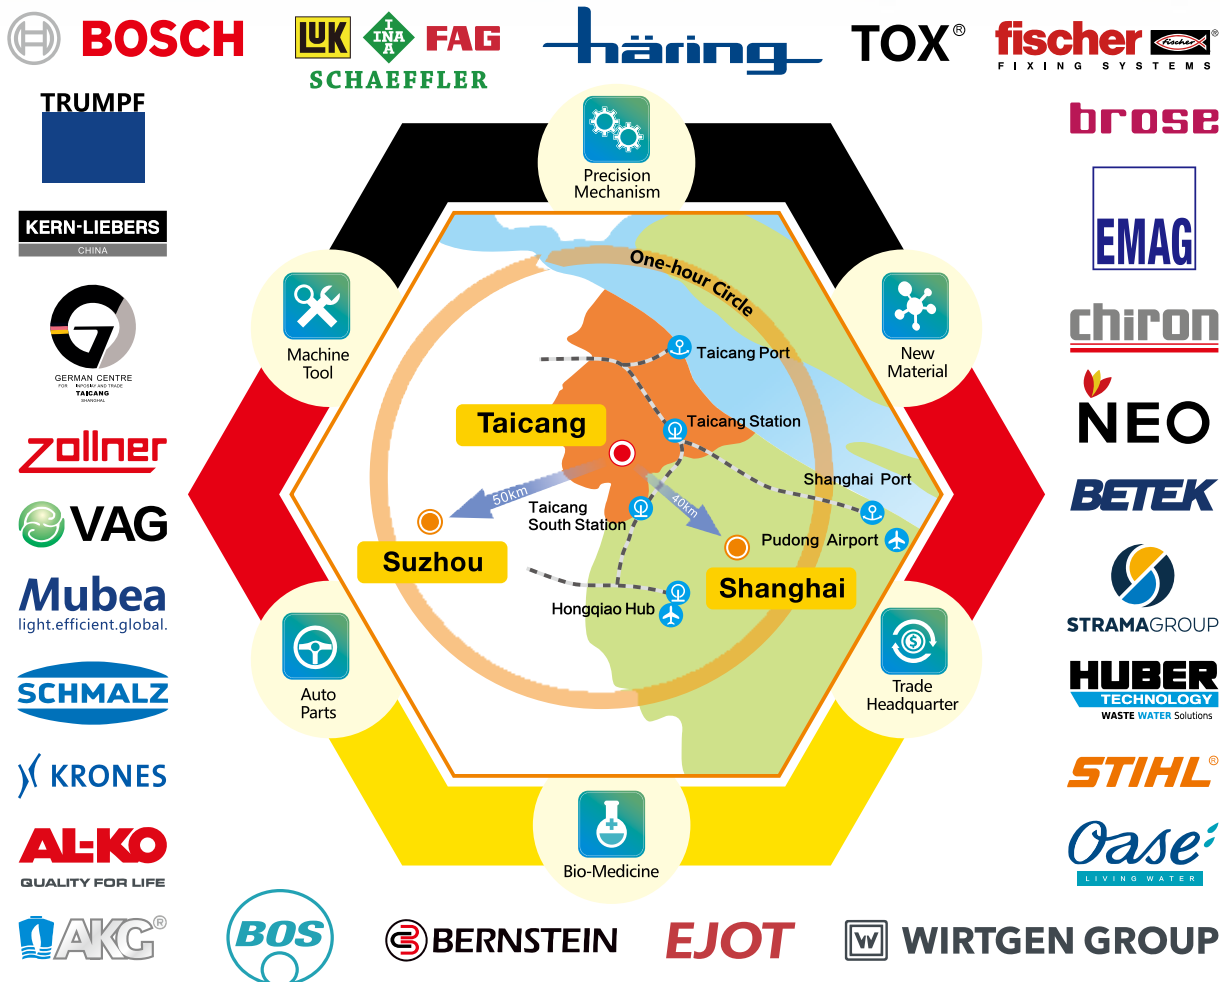 BOSCH
LUK
INA
FAG
SCHAEFFLER
häring
TOX®
fischer
fischer
®
FIXING SYSTEMS
TRUMPF
brose
KERN-LIEBERS
CHINA
EMAG
GERMAN CENTRE
TAICANG
SHANGHAI
chiron
zollner
NEO
VAG
BETEK
Mubea
light.efficient.global.
STRAMAGROUP
SCHMALZ
HUBER
TECHNOLOGY
WASTE WATER Solutions
KRONES
STIHL®
AL-KO
QUALITY FOR LIFE
Oase
LIVING WATER
AKG®
BOS
BERNSTEIN
EJOT
W
WIRTGEN GROUP
Precision
Mechanism
Machine
Tool
New
Material
Auto
Parts
Trade
Headquarter
Bio-Medicine
One-hour Circle
Taicang Port
Taicang
Taicang Station
Shanghai Port
50km
40km
Taicang
South Station
Pudong Airport
Suzhou
Shanghai
Hongqiao Hub